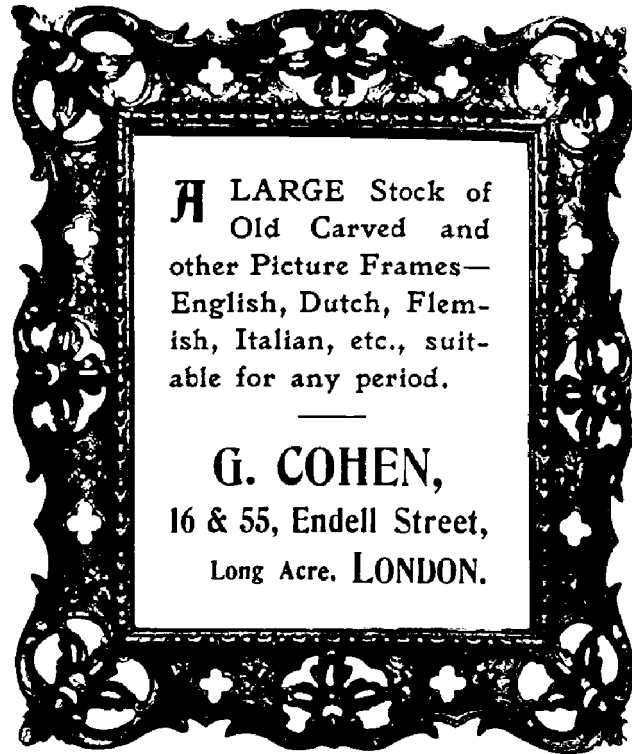 A LARGE Stock of
Old Carved and
other Picture Frames—
English, Dutch, Flem-
ish, Italian, etc., suit-
able for any period.
G. COHEN,
16 & 55, Endell Street,
Long Acre. LONDON.